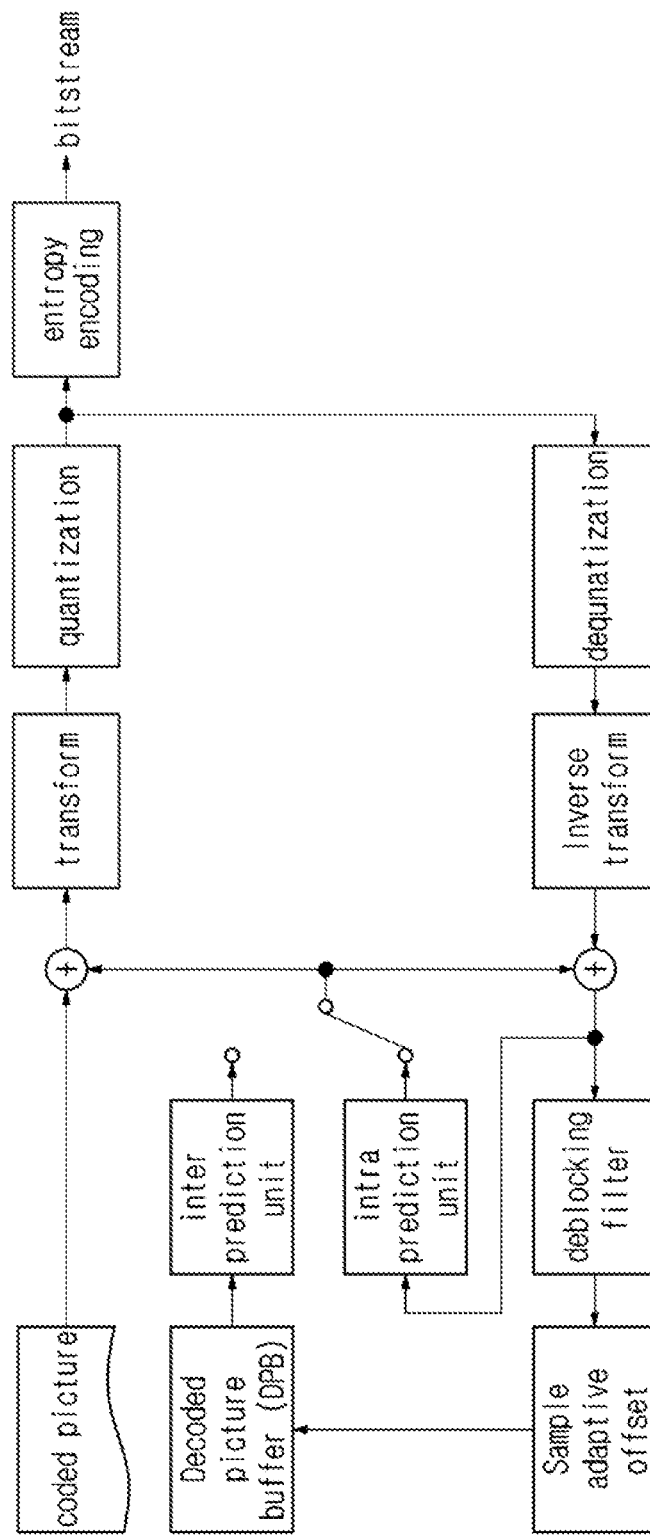 coded picture
transform
quantization
entropy
encoding
bitstream
Decoded
picture
buffer (DPB)
inter
prediction
unit
intra
prediction
unit
Sample
adaptive
offset
deblocking
filter
Inverse
transform
dequnatization